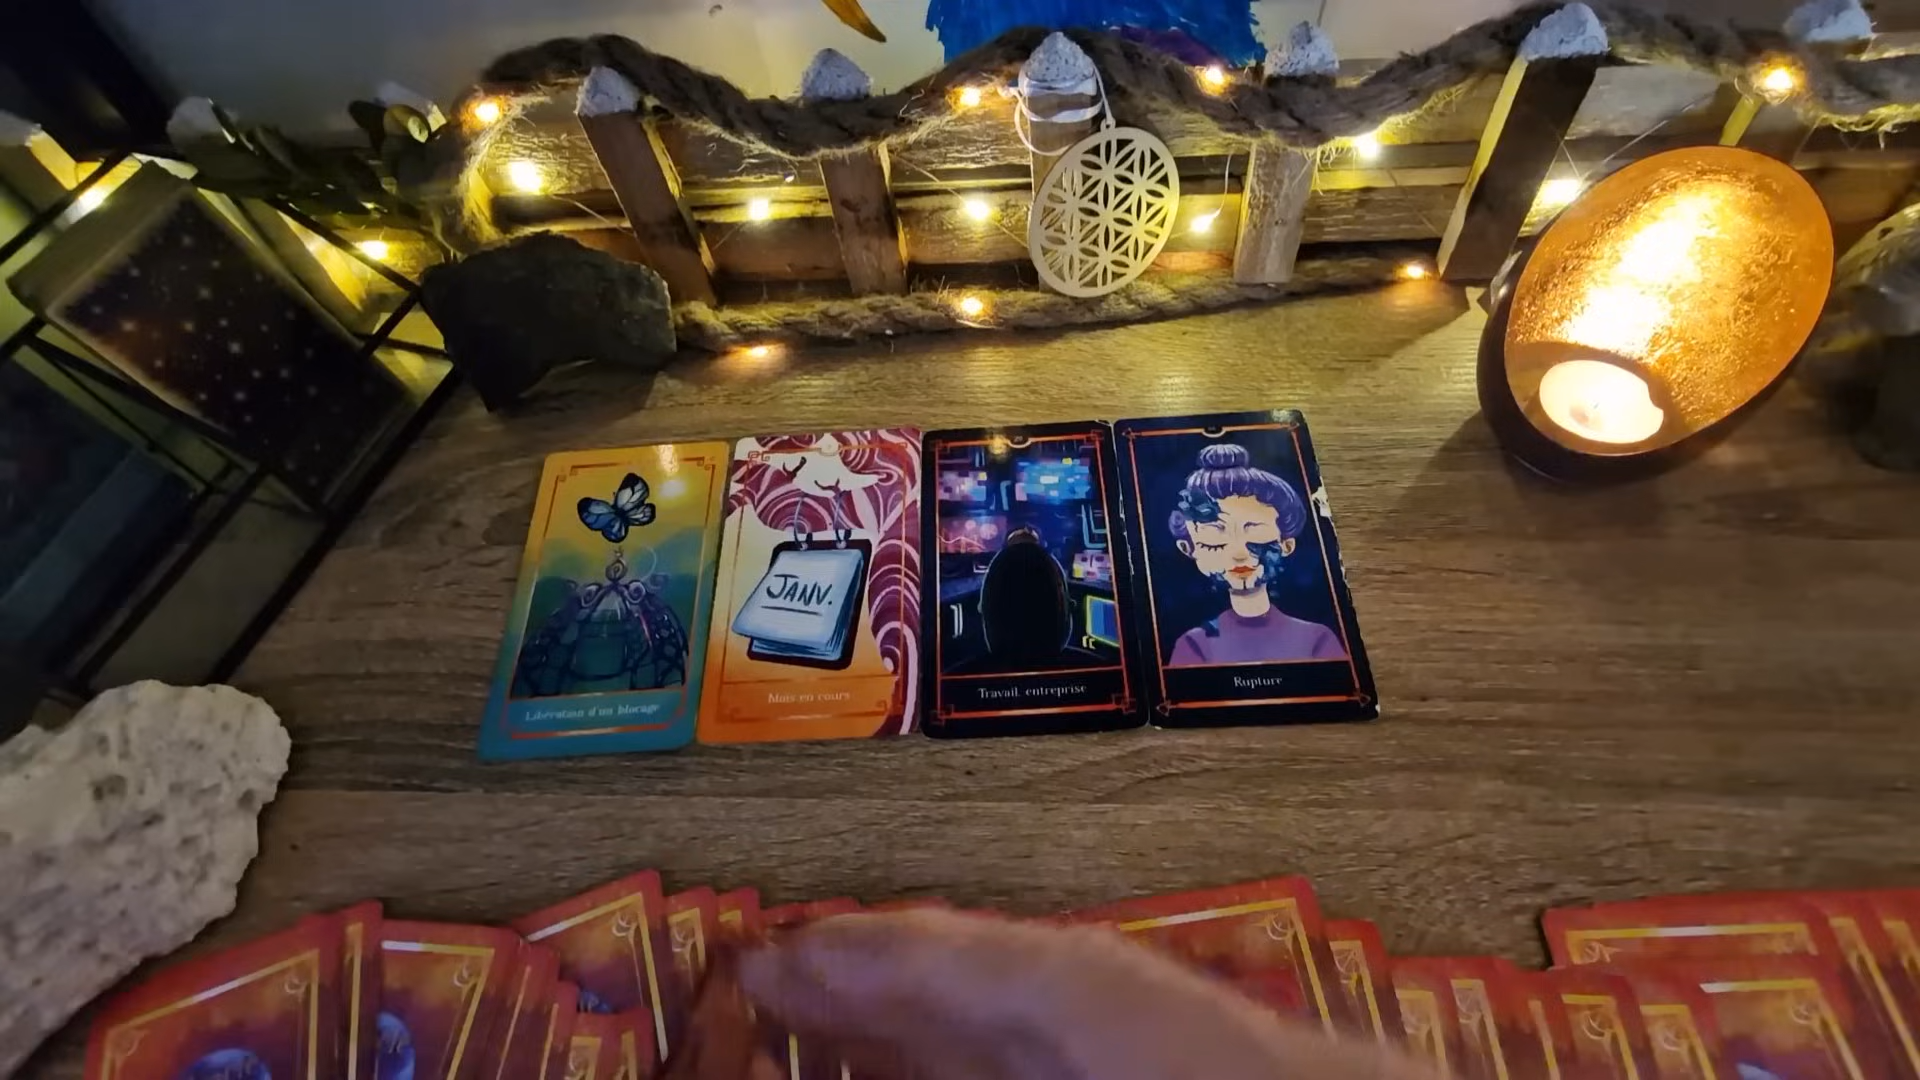 JANV.
Libération d'un blocage
Mois en cours
Travail, entreprise
Rupture